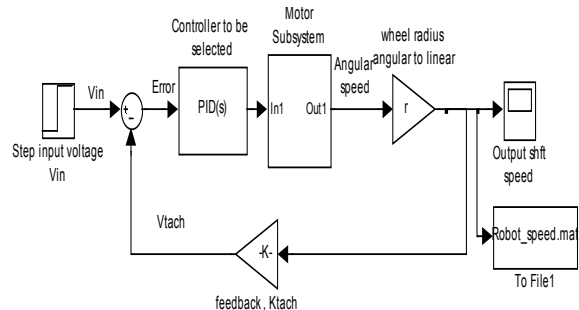 Controller to be
selected
Motor
Subsystem
wheel radius
angular to linear
Vin
Error
Angular
speed
PID(s)
In1
Out1
r
Step input voltage
Vin
Output shft
speed
Vtach
-K-
Robot_speed.mat
feedback , Ktach
To File1